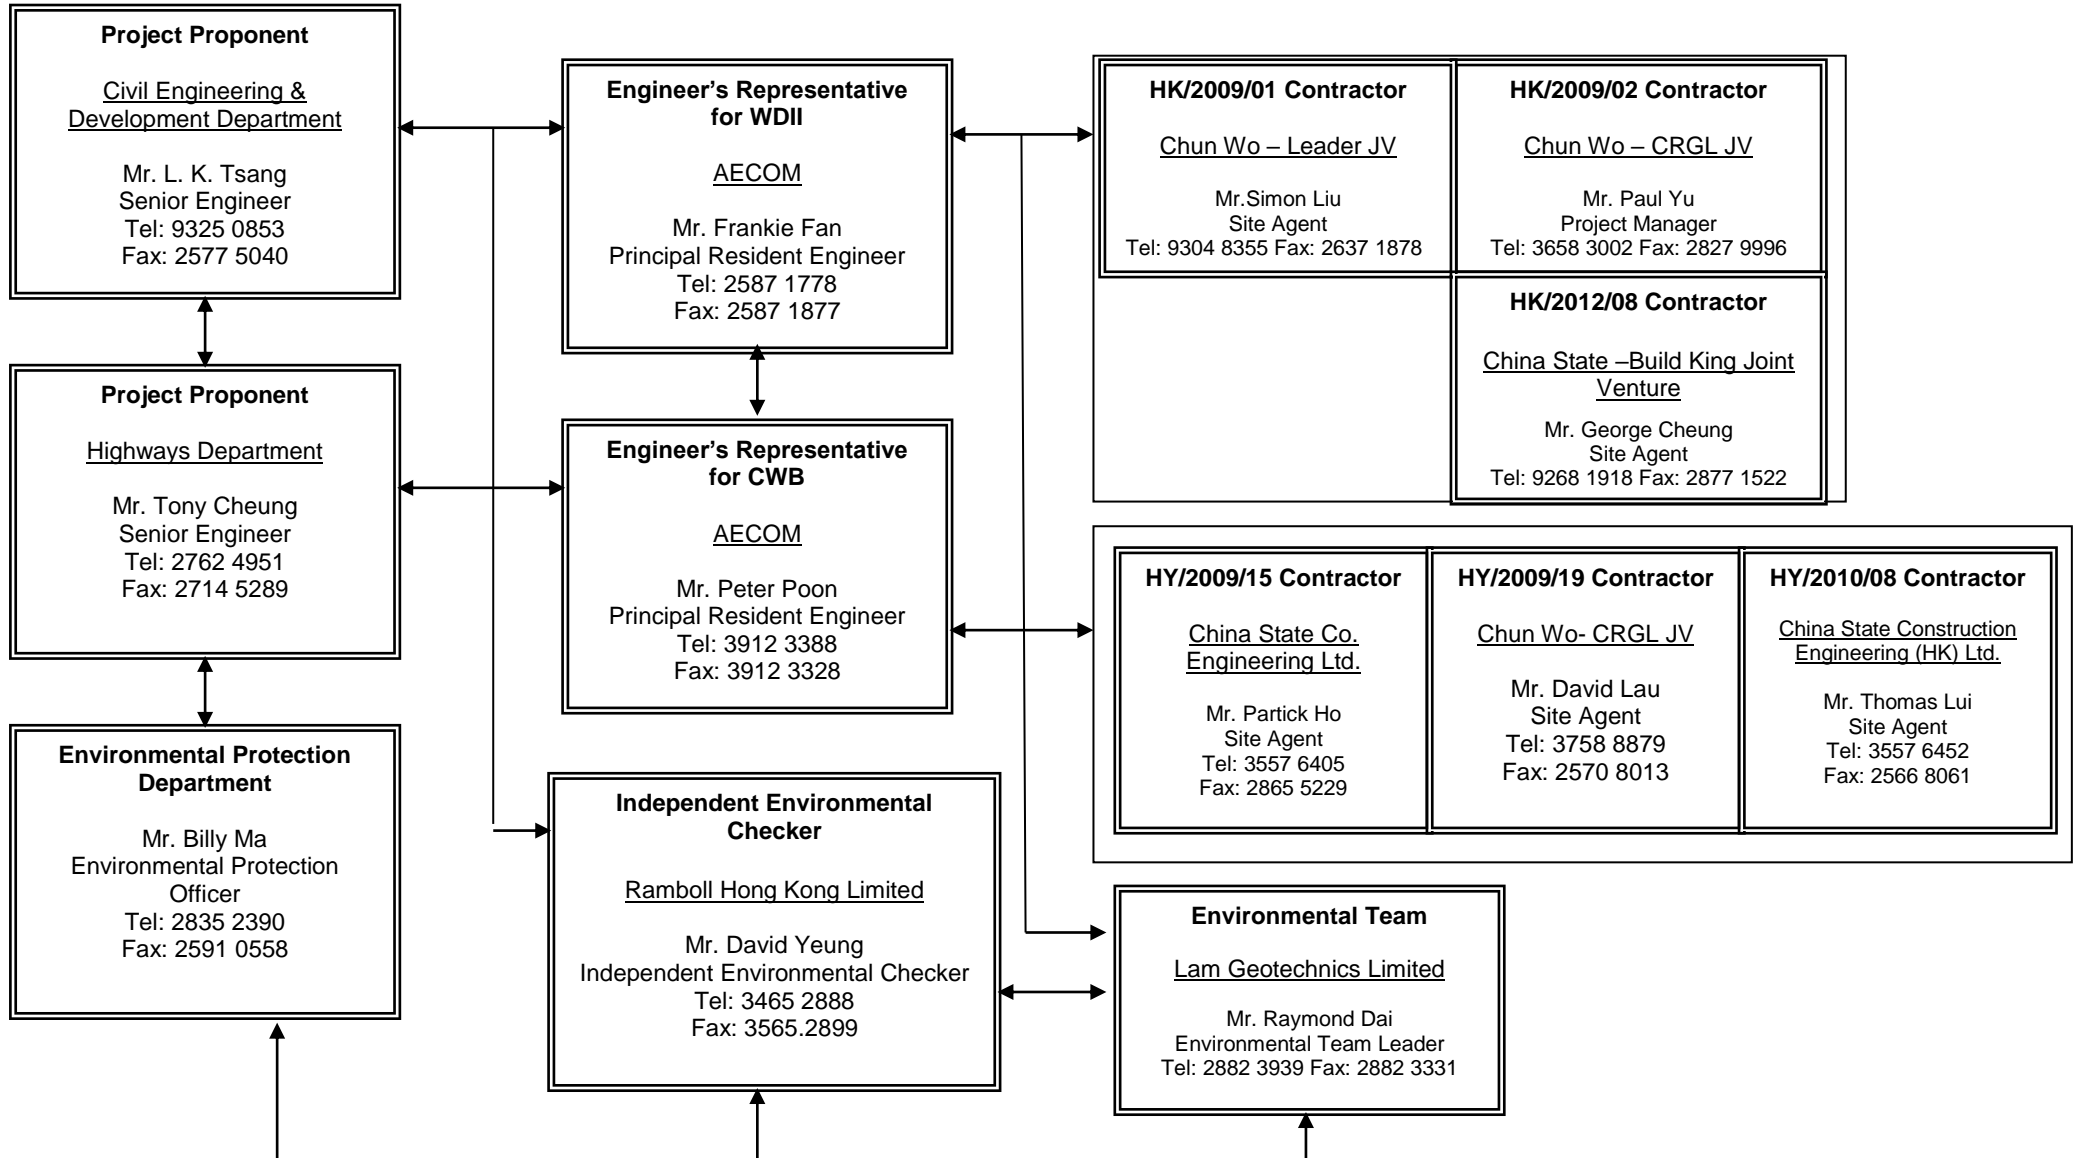 Project Proponent
Civil Engineering &
Development Department
Mr. L. K. Tsang
Senior Engineer
Tel: 9325 0853
Fax: 2577 5040
Project Proponent
Highways Department
Mr. Tony Cheung
Senior Engineer
Tel: 2762 4951
Fax: 2714 5289
Environmental Protection
Department
Mr. Billy Ma
Environmental Protection
Officer
Tel: 2835 2390
Fax: 2591 0558
Engineer's Representative
for WDII
AECOM
Mr. Frankie Fan
Principal Resident Engineer
Tel: 2587 1778
Fax: 2587 1877
Engineer's Representative
for CWB
AECOM
Mr. Peter Poon
Principal Resident Engineer
Tel: 3912 3388
Fax: 3912 3328
Independent Environmental
Checker
Ramboll Hong Kong Limited
Mr. David Yeung
Independent Environmental Checker
Tel: 3465 2888
Fax: 3565.2899
HK/2009/01 Contractor
Chun Wo – Leader JV
Mr.Simon Liu
Site Agent
Tel: 9304 8355 Fax: 2637 1878
HK/2009/02 Contractor
Chun Wo – CRGL JV
Mr. Paul Yu
Project Manager
Tel: 3658 3002 Fax: 2827 9996
HK/2012/08 Contractor
China State –Build King Joint
Venture
Mr. George Cheung
Site Agent
Tel: 9268 1918 Fax: 2877 1522
HY/2009/15 Contractor
China State Co.
Engineering Ltd.
Mr. Partick Ho
Site Agent
Tel: 3557 6405
Fax: 2865 5229
HY/2009/19 Contractor
Chun Wo- CRGL JV
Mr. David Lau
Site Agent
Tel: 3758 8879
Fax: 2570 8013
HY/2010/08 Contractor
China State Construction
Engineering (HK) Ltd.
Mr. Thomas Lui
Site Agent
Tel: 3557 6452
Fax: 2566 8061
Environmental Team
Lam Geotechnics Limited
Mr. Raymond Dai
Environmental Team Leader
Tel: 2882 3939 Fax: 2882 3331